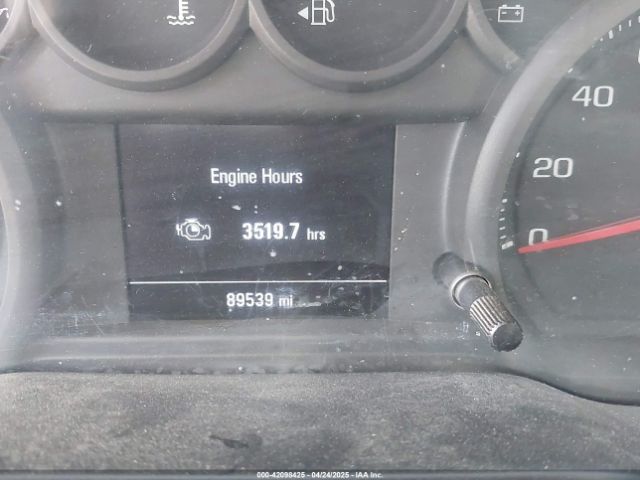 Engine Hours
3519.7 hrs
89539 mi
40
20
0
000-42098425 - 04/24/2025 - IAA Inc.